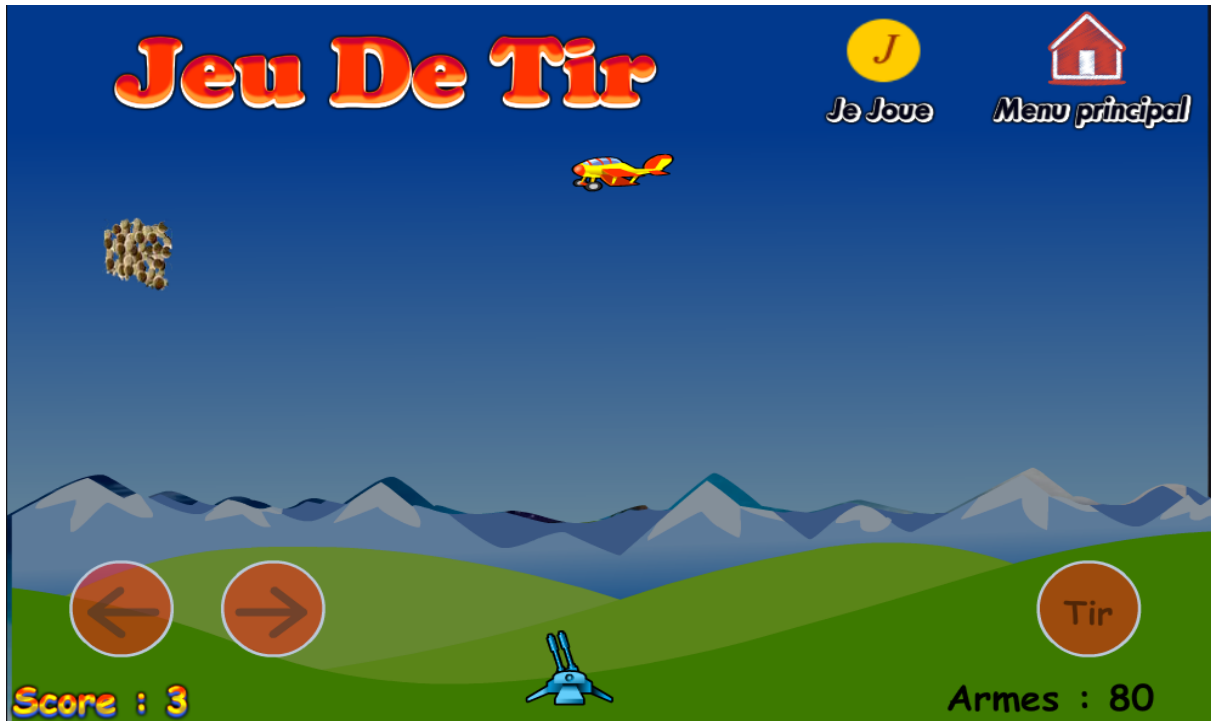 Jeu De Tir
J
Je Joue
Menu principal
Tir
Score : 3
Armes : 80